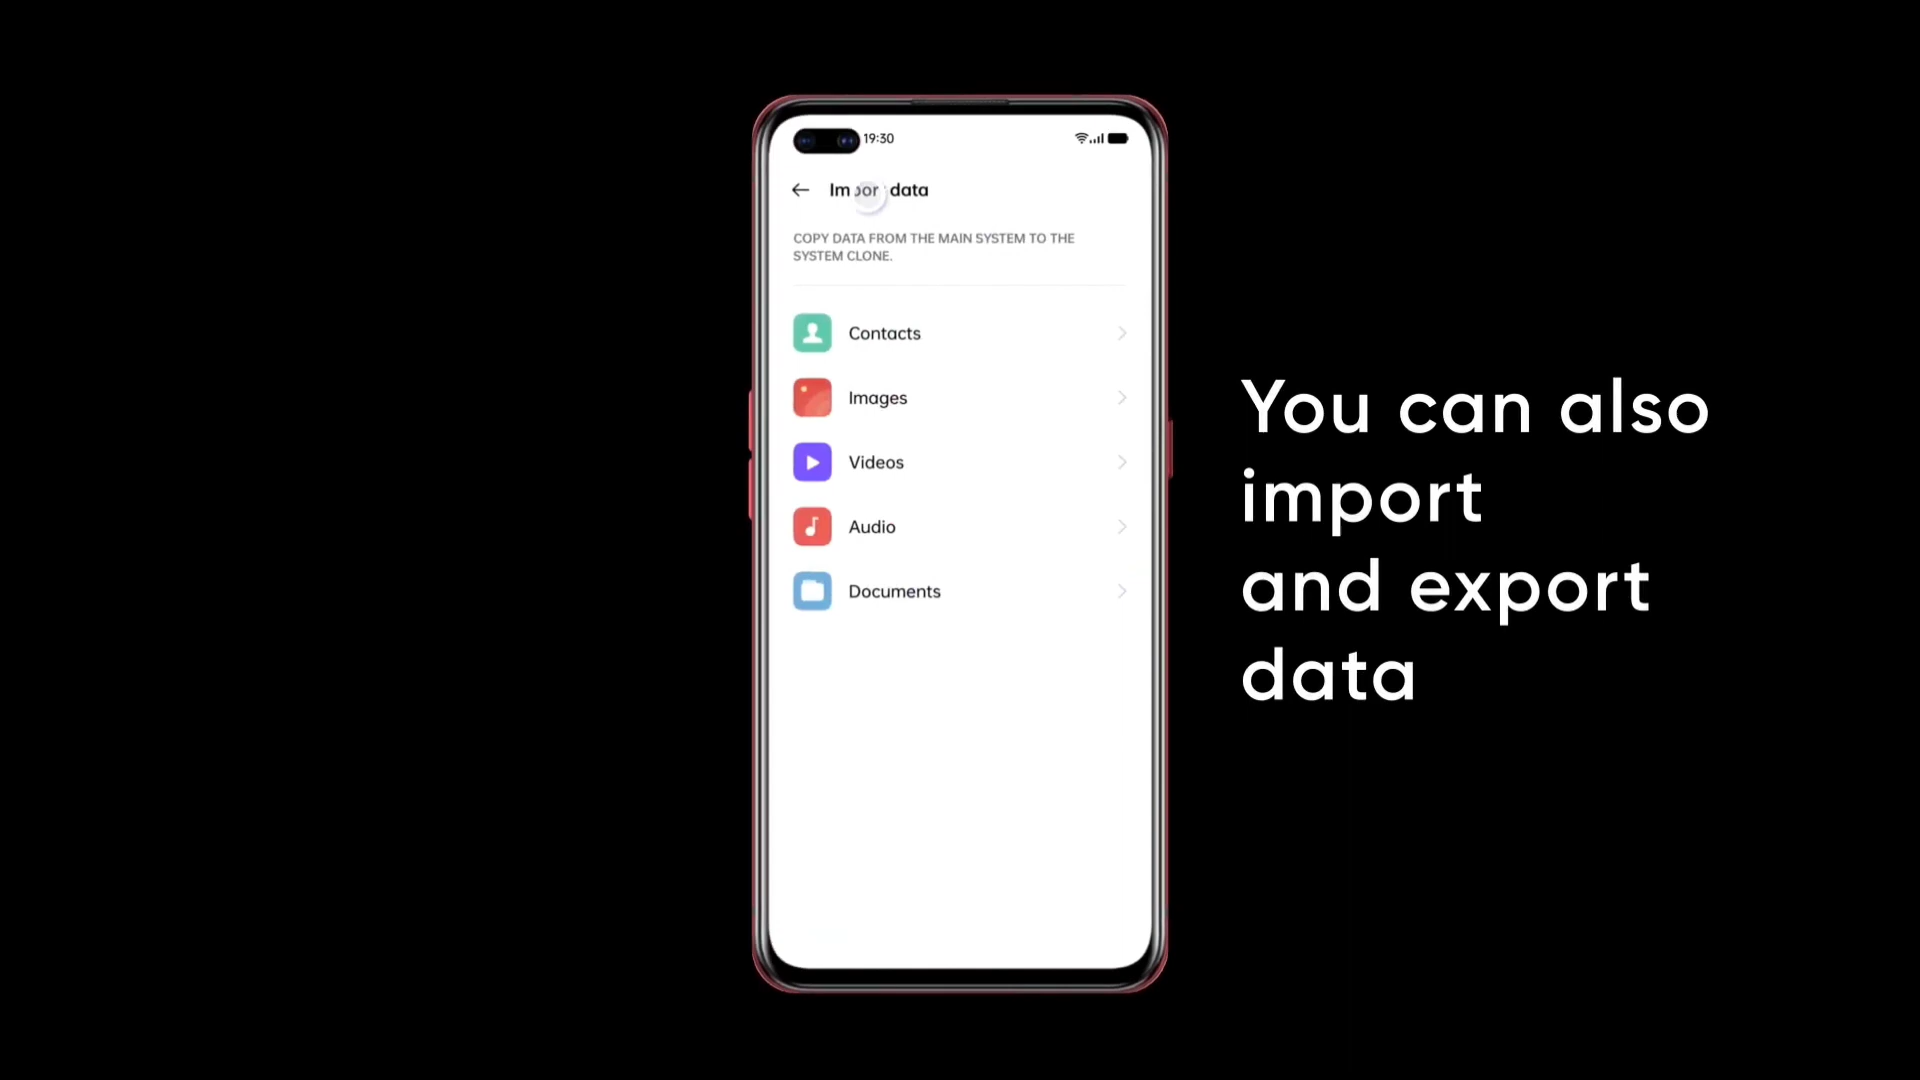 19:30
Import data
COPY DATA FROM THE MAIN SYSTEM TO THE
SYSTEM CLONE.
Contacts
Images
Videos
Audio
Documents
You can also
import
and export
data